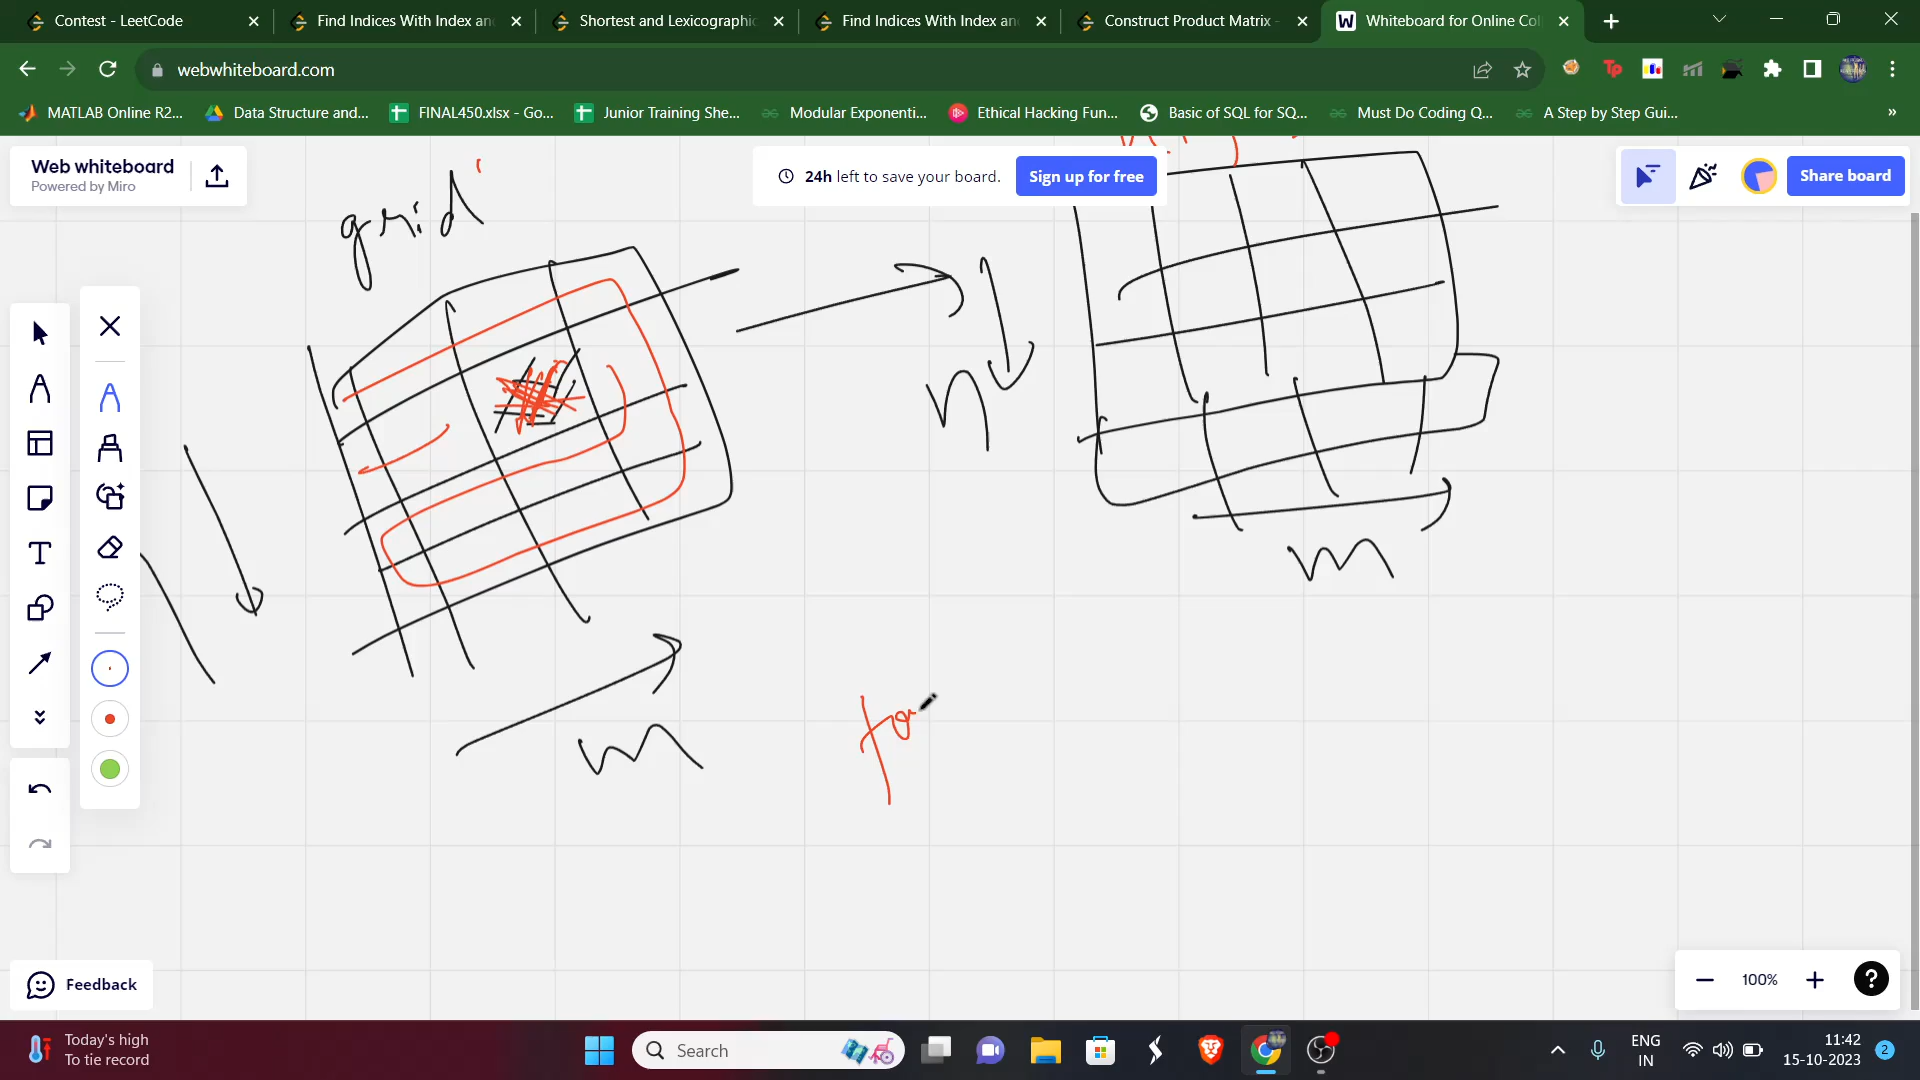 Contest - LeetCode
Find Indices With Index an
Shortest and Lexicographic
Find Indices With Index an
Construct Product Matrix -
Whiteboard for Online Col
webwhiteboard.com
MATLAB Online R2...
Data Structure and...
FINAL450.xlsx - Go...
Junior Training She...
Modular Exponenti...
Ethical Hacking Fun...
Basic of SQL for SQ...
Must Do Coding Q...
A Step by Step Gui...
»
Web whiteboard
Powered by Miro
24h left to save your board.
Sign up for free
Share board
grid
n
m
m
for
Feedback
100%
Today's high
To tie record
Search
ENG
IN
11:42
15-10-2023
2